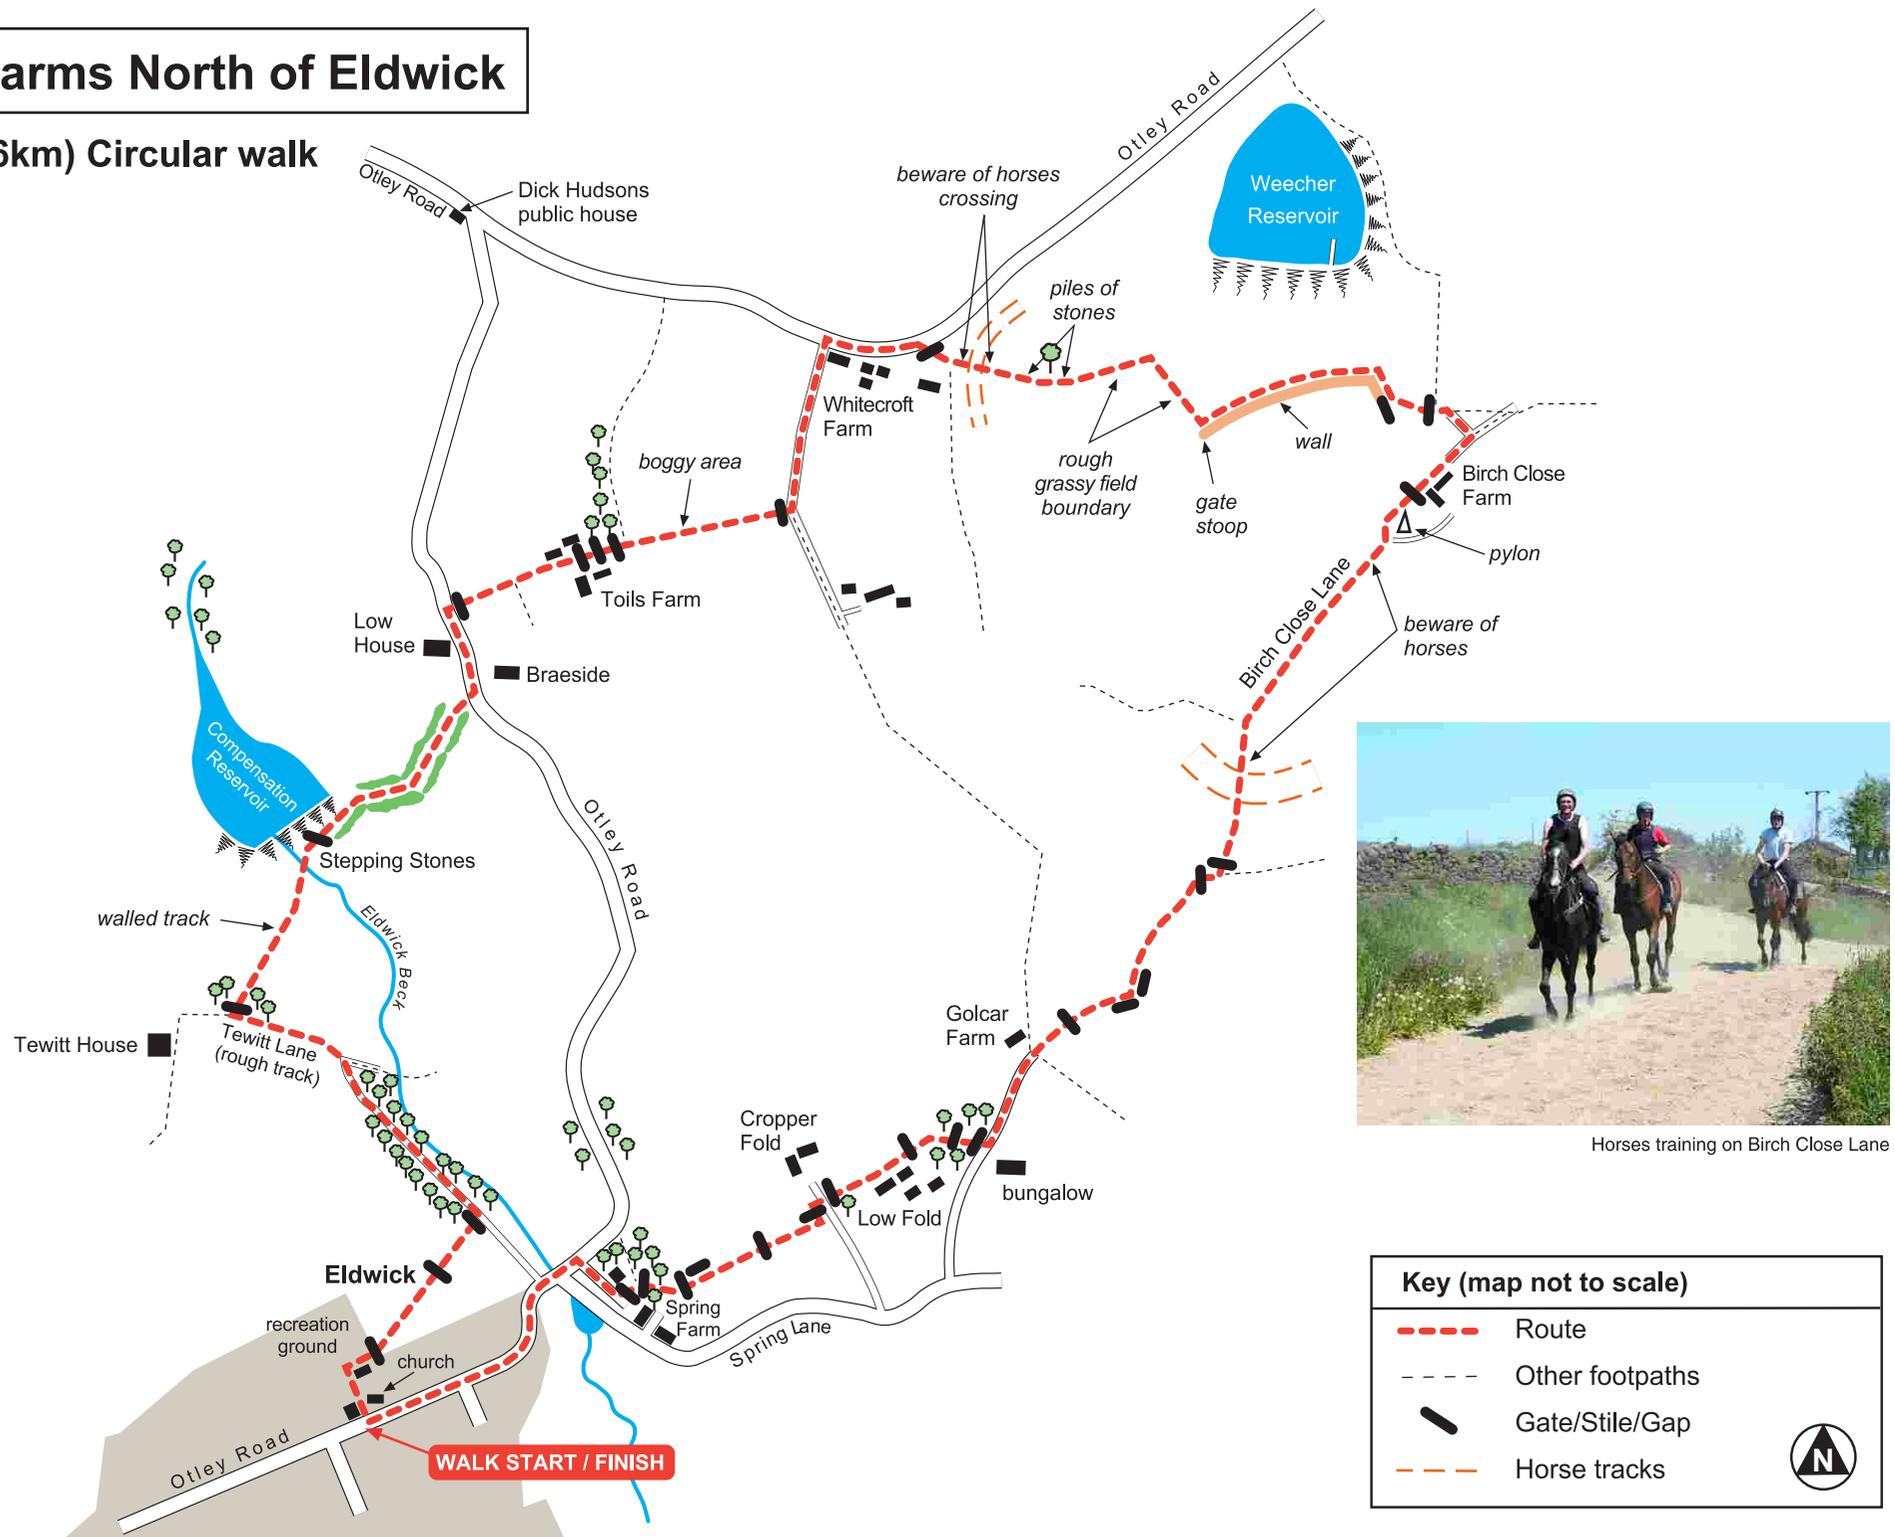 arms North of Eldwick
6km) Circular walk
Otley Road
Dick Hudsons
public house
Otley Road
beware of horses
crossing
Weecher
Reservoir
piles of
stones
Whitecroft
Farm
boggy area
rough
grassy field
boundary
gate
stoop
wall
Birch Close
Farm
pylon
Toils Farm
Low
House
Braeside
Birch Close Lane
beware of
horses
Compensation
Reservoir
Stepping Stones
Otley Road
walled track
Eldwick Beck
Tewitt House
Tewitt Lane
(rough track)
Golcar
Farm
Cropper
Fold
Low Fold
bungalow
Horses training on Birch Close Lane
Eldwick
recreation
ground
church
Spring
Farm
Spring Lane
Otley Road
WALK START / FINISH
Key (map not to scale)
Route
Other footpaths
Gate/Stile/Gap
Horse tracks
N